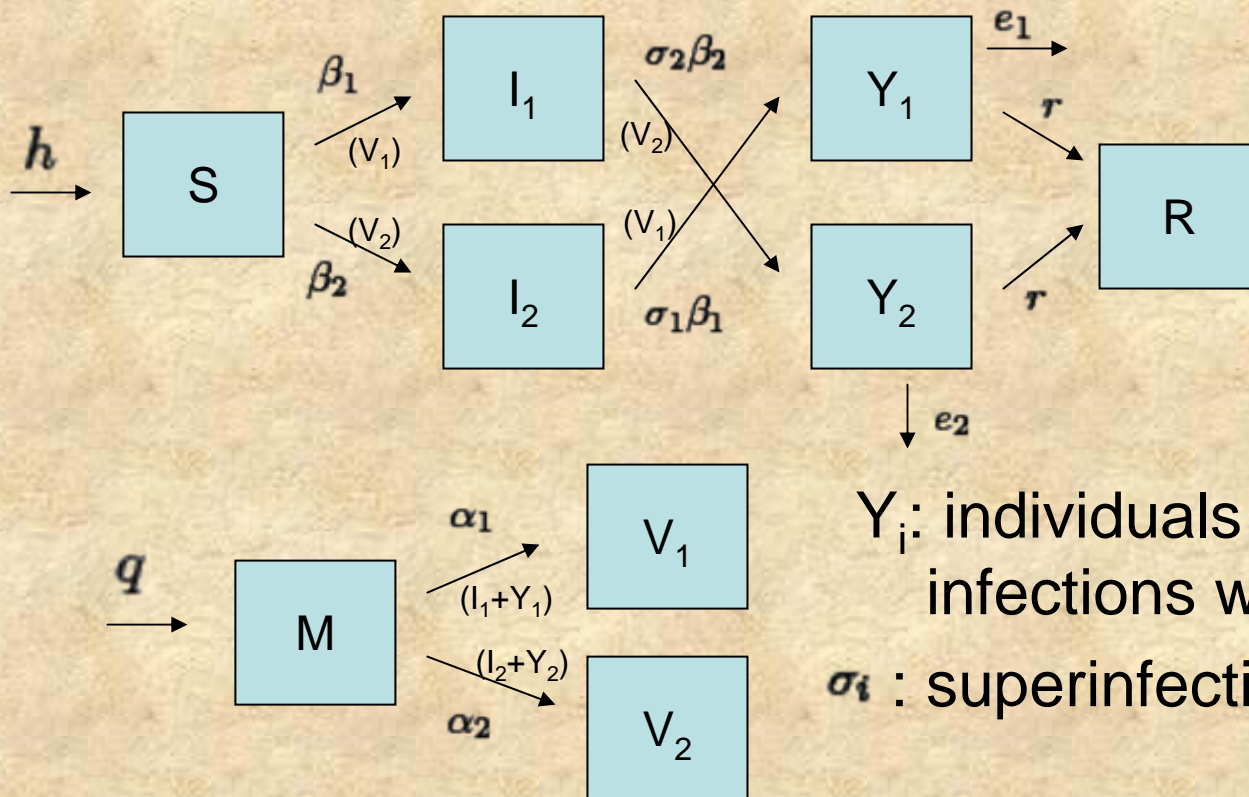 h
S
β₁
(V₁)
(V₂)
β₂
I₁
I₂
σ₂β₂
(V₂)
(V₁)
σ₁β₁
Y₁
Y₂
e₁
r
r
e₂
R
q
M
α₁
(I₁+Y₁)
(I₂+Y₂)
α₂
V₁
V₂
Yᵢ: individuals
infections
σᵢ :